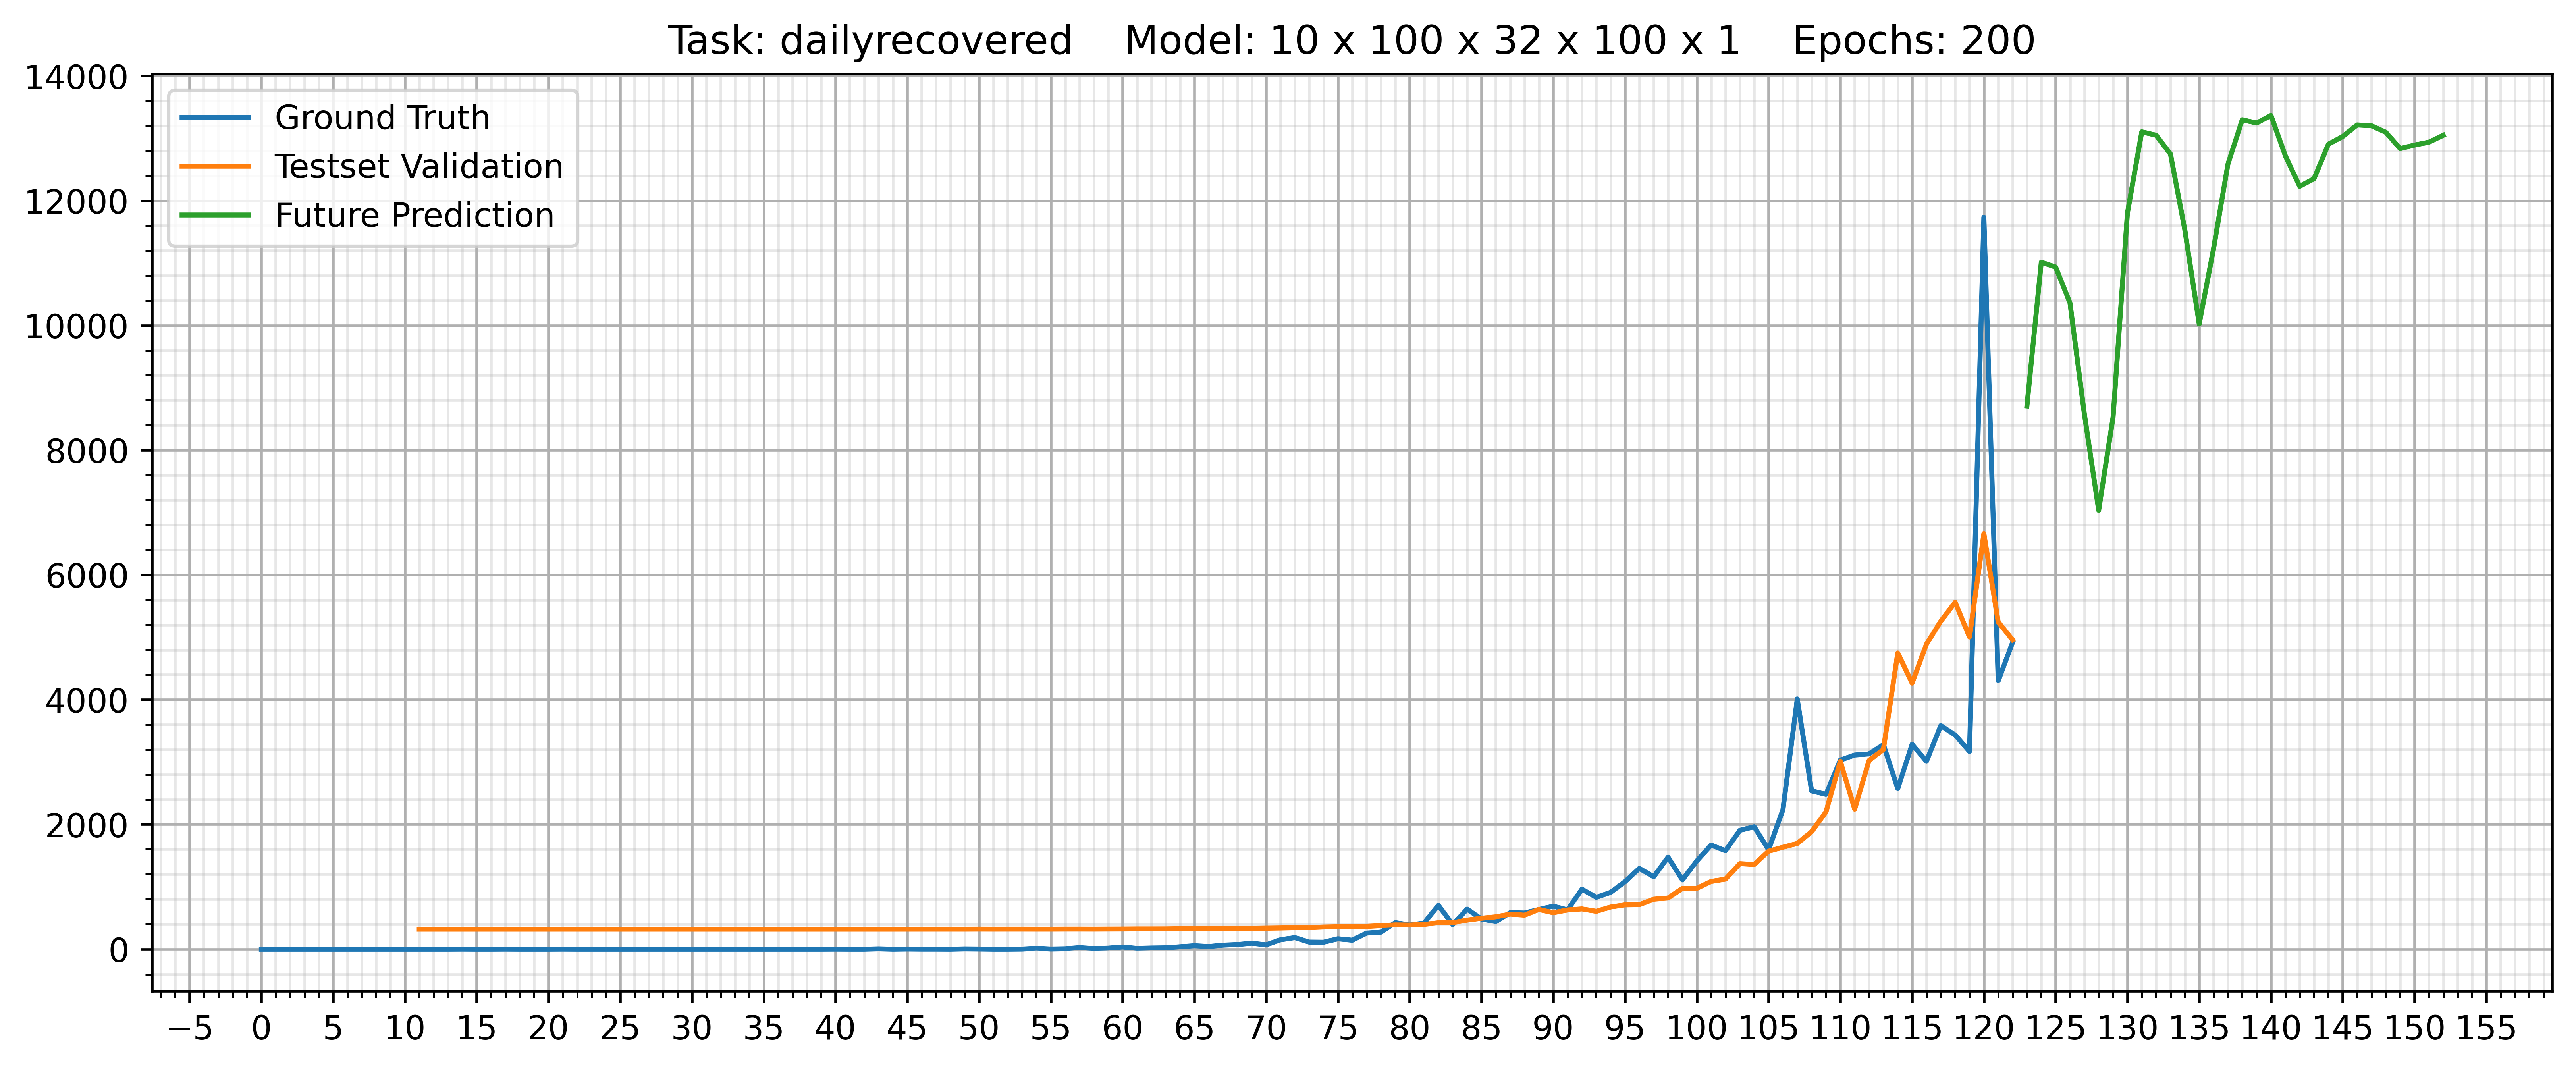 Task: dailyrecovered    Model: 10 x 100 x 32 x 100 x 1    Epochs: 200
14000
12000
10000
8000
6000
4000
2000
0
Ground Truth
Testset Validation
Future Prediction
−5 0 5 10 15 20 25 30 35 40 45 50 55 60 65 70 75 80 85 90 95 100 105 110 115 120 125 130 135 140 145 150 155